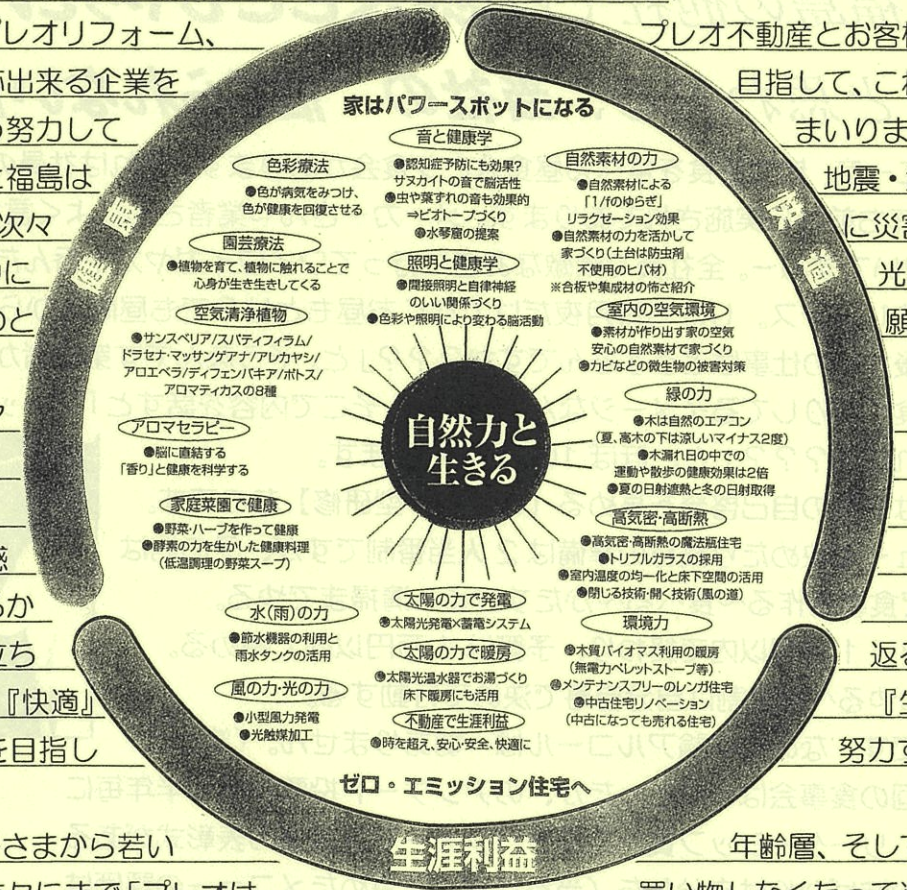 レオリフォーム、
プレオ不動産とお客様
出来る企業を
目指して、これ
努力して
まいりま
福島は
地震・
次々
に災害
に
光
のと
願
感
るか
立ち
返る
『快適』
『生
を目指し
努力す
さまから若い
年齢層、そして
々にまで「プレオは
買い物したくなって
健康
快適
生涯利益
家はパワースポットになる
音と健康学
●認知症予防にも効果?
サヌカイトの音で脳活性
●虫や葉ずれの音も効果的
⇒ビオトープづくり
●水琴窟の提案
色彩療法
●色が病気をみつけ、
色が健康を回復させる
自然素材の力
●自然素材による
「1/fのゆらぎ」
リラクゼーション効果
●自然素材の力を活かして
家づくり(土台は防虫剤
不使用のヒバ材)
※合板や集成材の怖さ紹介
園芸療法
●植物を育て、植物に触れることで
心身が生き生きしてくる
照明と健康学
●間接照明と自律神経
のいい関係づくり
●色彩や照明により変わる脳活動
空気清浄植物
●サンスベリア/スパティフィラム/
ドラセナ・マッサンゲアナ/アレカヤシ/
アロエベラ/ディフェンバキア/ポトス/
アロマティカスの8種
室内の空気環境
●素材が作り出す家の空気
安心の自然素材で家づくり
●カビなどの微生物の被害対策
アロマセラピー
●脳に直結する
「香り」と健康を科学する
緑の力
●木は自然のエアコン
(夏、高木の下は涼しいマイナス2度)
●木漏れ日の中での
運動や散歩の健康効果は2倍
●夏の日射遮熱と冬の日射取得
自然力と
生きる
家庭菜園で健康
●野菜・ハーブを作って健康
●酵素の力を生かした健康料理
(低温調理の野菜スープ)
高気密・高断熱
●高気密・高断熱の魔法瓶住宅
●トリプルガラスの採用
●室内温度の均一化と床下空間の活用
●閉じる技術・開く技術(風の道)
水(雨)の力
●節水機器の利用と
雨水タンクの活用
太陽の力で発電
●太陽光発電×蓄電システム
太陽の力で暖房
●太陽光温水器でお湯づくり
床下暖房にも活用
環境力
●木質バイオマス利用の暖房
(無電力ペレットストーブ等)
●メンテナンスフリーのレンガ住宅
●中古住宅リノベーション
(中古になっても売れる住宅)
風の力・光の力
●小型風力発電
●光触媒加工
不動産で生涯利益
●時を超え、安心・安全、快適に
ゼロ・エミッション住宅へ